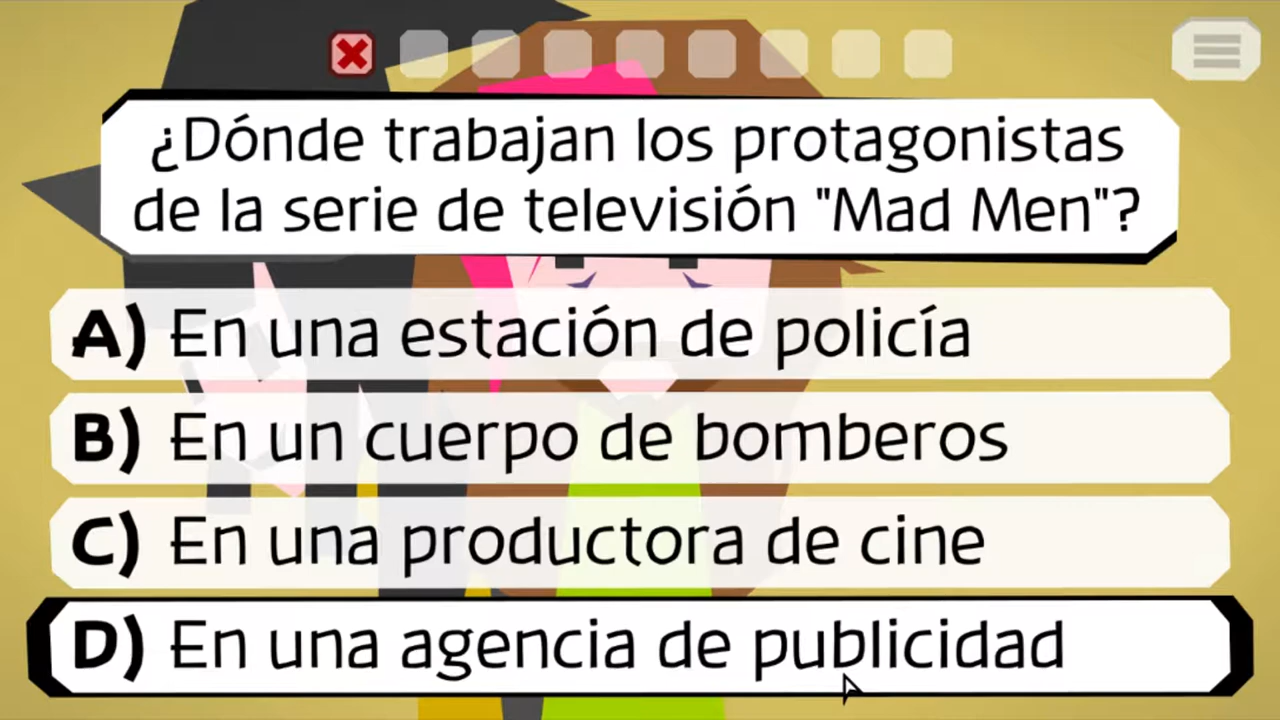 ¿Dónde trabajan los protagonistas
de la serie de televisión "Mad Men"?
A) En una estación de policía
B) En un cuerpo de bomberos
C) En una productora de cine
D) En una agencia de publicidad